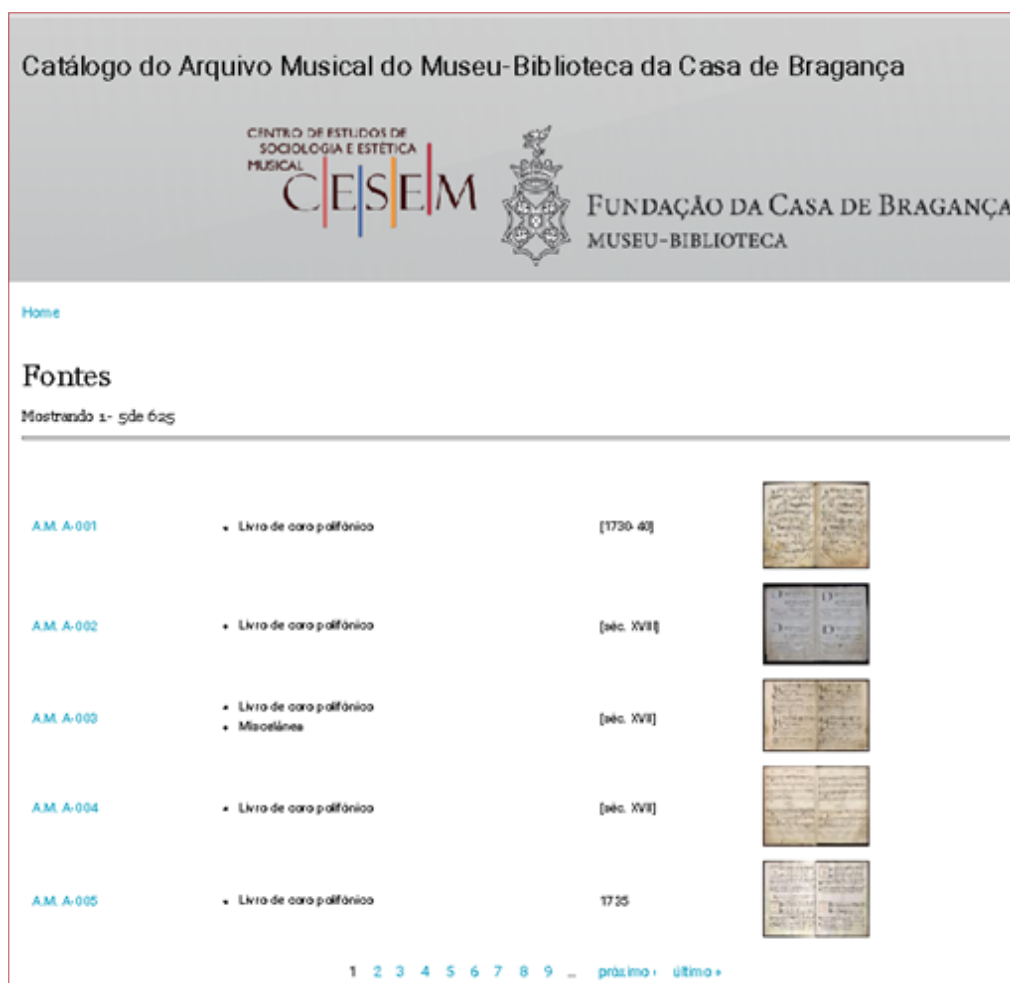 Catálogo do Arquivo Musical do Museu-Biblioteca da Casa de Bragança
CENTRO DE ESTUDOS DE
SOCIOLOGIA E ESTÉTICA
MUSICAL
CESEM
FUNDAÇÃO DA CASA DE BRAGANÇA
MUSEU-BIBLIOTECA
Home
Fontes
Mostrando 1- 5de 625
A.M. A-001 • Livro de coro polifónico [1730-40]
A.M. A-002 • Livro de coro polifónico [séc. XVIII]
A.M. A-003 • Livro de coro polifónico • Miscelánea [séc. XVII]
A.M. A-004 • Livro de coro polifónico [séc. XVII]
A.M. A-005 • Livro de coro polifónico 1735
1 2 3 4 5 6 7 8 9 … próximo › último »